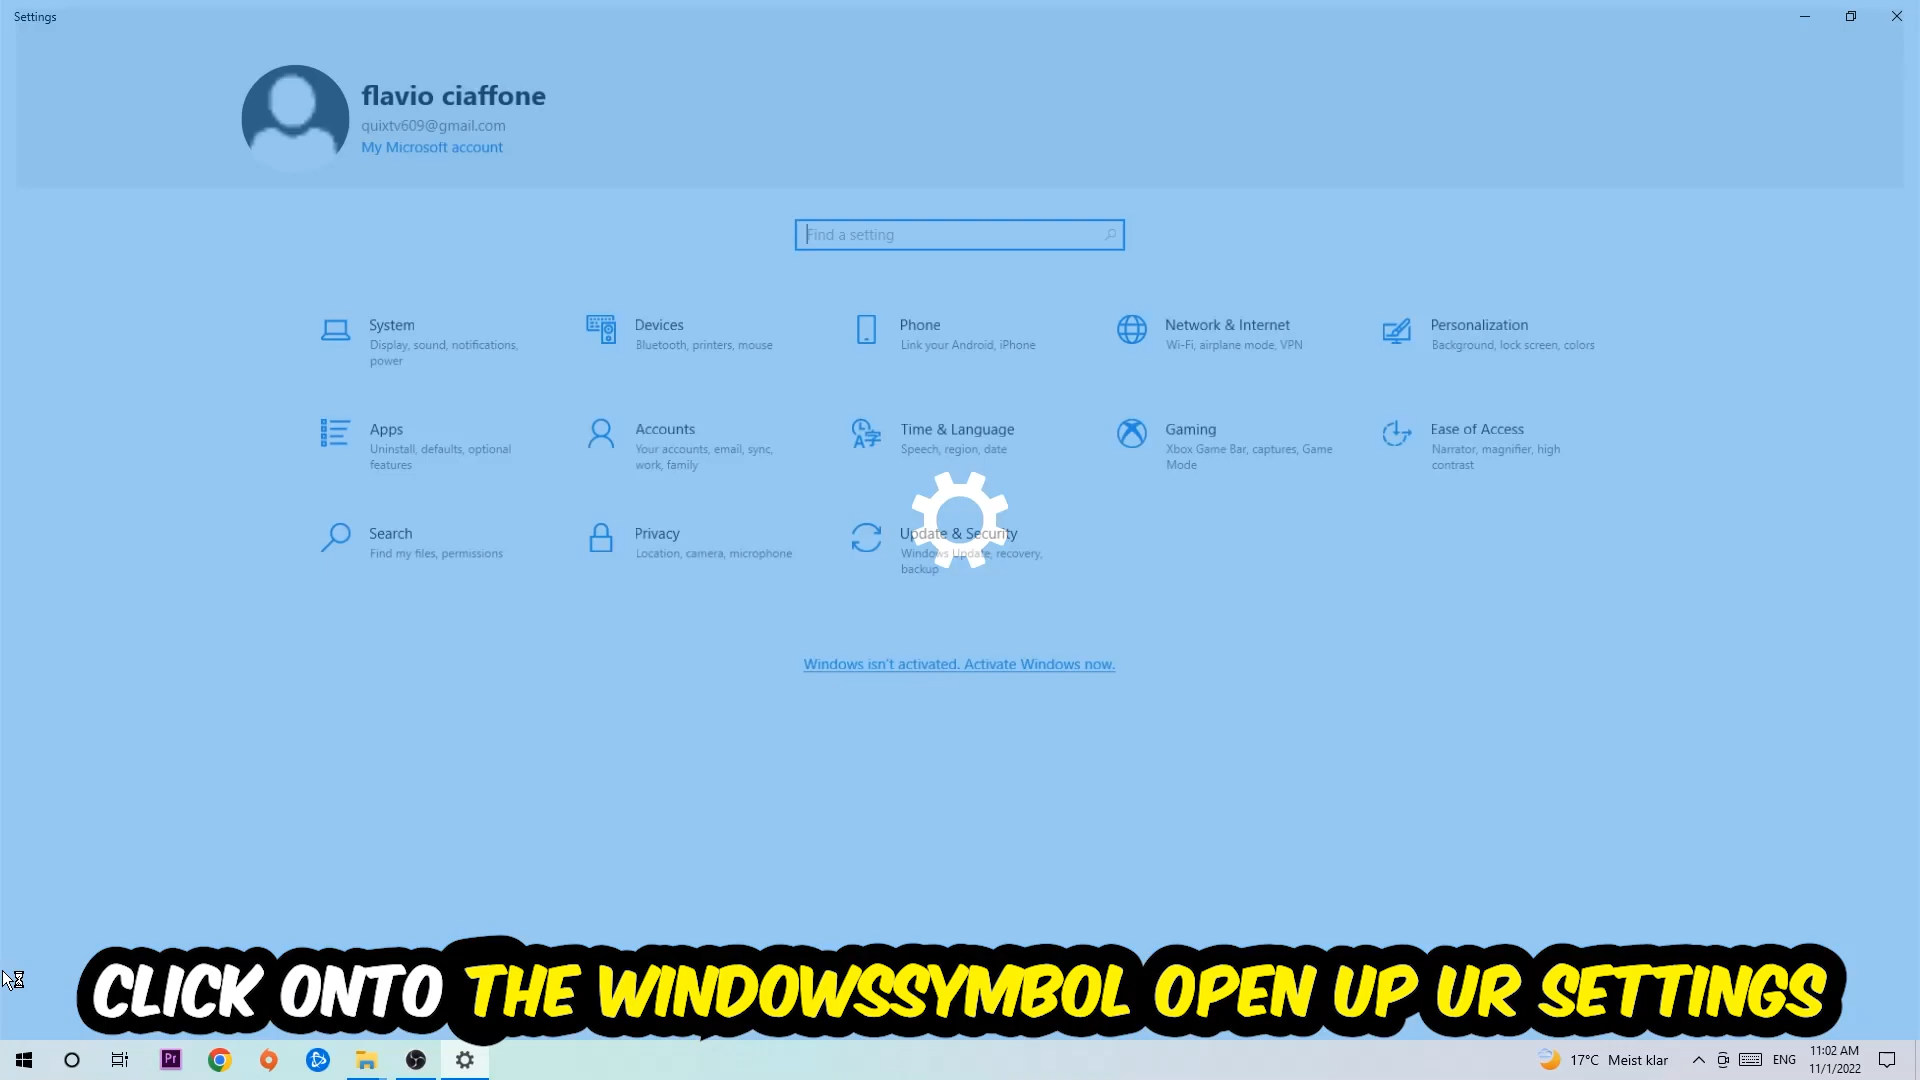 Settings
flavio ciaffone
quixtv609@gmail.com
My Microsoft account
Find a setting
System
Display, sound, notifications,
power
Devices
Bluetooth, printers, mouse
Phone
Link your Android, iPhone
Network & Internet
Wi-Fi, airplane mode, VPN
Personalization
Background, lock screen, colors
Apps
Uninstall, defaults, optional
features
Accounts
Your accounts, email, sync,
work, family
Time & Language
Speech, region, date
Gaming
Xbox Game Bar, captures, Game
Mode
Ease of Access
Narrator, magnifier, high
contrast
Search
Find my files, permissions
Privacy
Location, camera, microphone
Update & Security
Windows Update, recovery,
backup
Windows isn't activated. Activate Windows now.
CLICK ONTO THE WINDOWSSYMBOL OPEN UP UR SETTINGS
Pr
17°C Meist klar
ENG
11:02 AM
11/1/2022